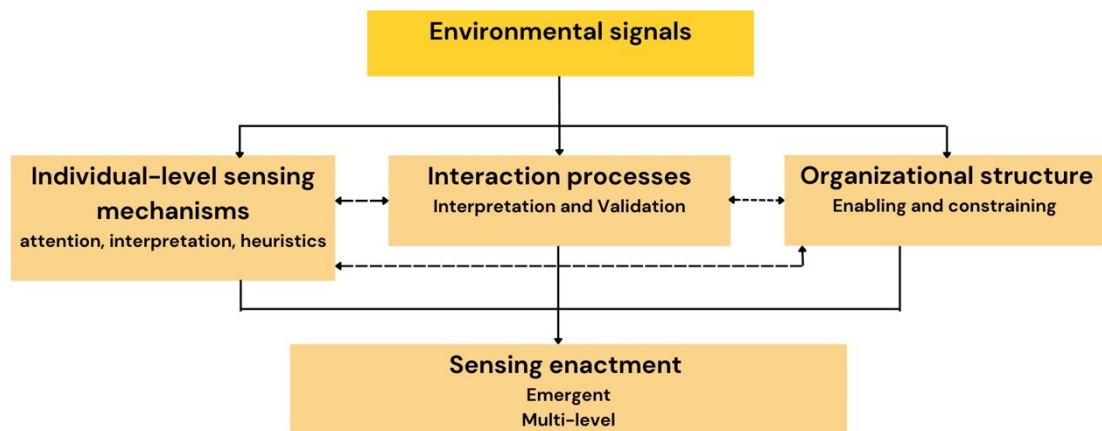 Environmental signals
Individual-level sensing
mechanisms
attention, interpretation, heuristics
Interaction processes
Interpretation and Validation
Organizational structure
Enabling and constraining
Sensing enactment
Emergent
Multi-level